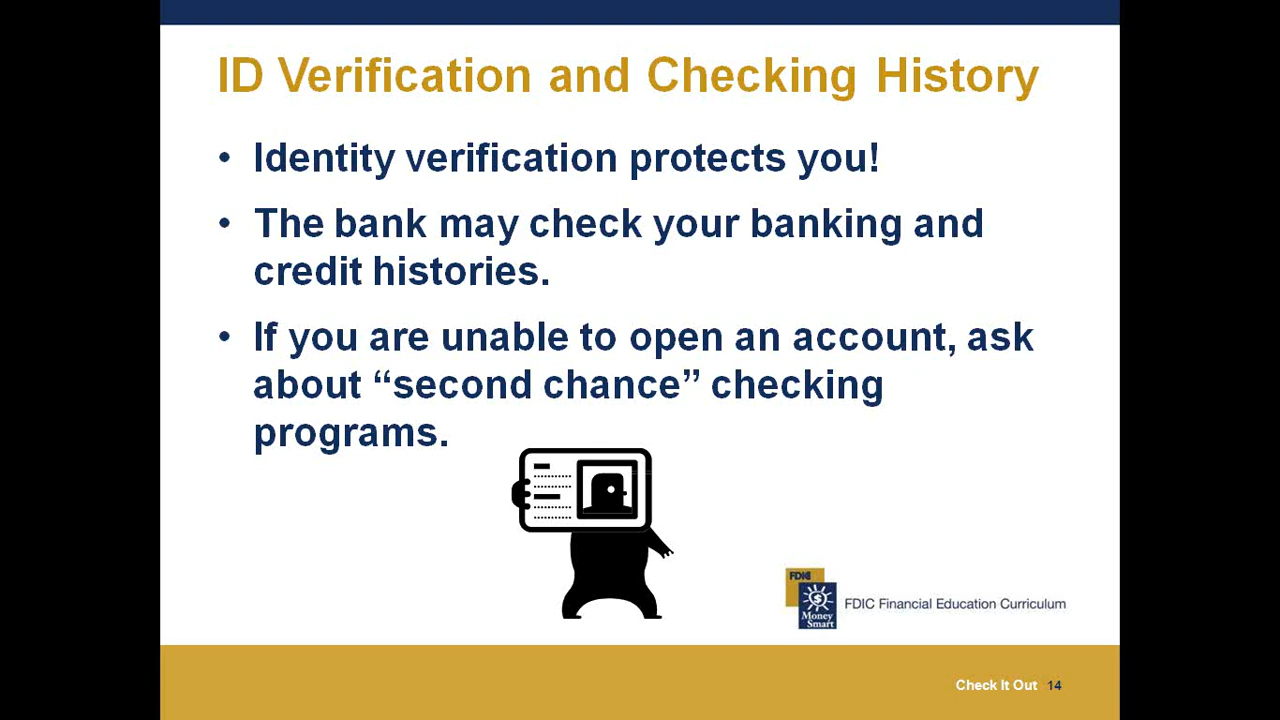 ID Verification and Checking History
• Identity verification protects you!
• The bank may check your banking and
credit histories.
• If you are unable to open an account, ask
about “second chance” checking
programs.
FDIC
Money
Smart
FDIC Financial Education Curriculum
Check It Out 14